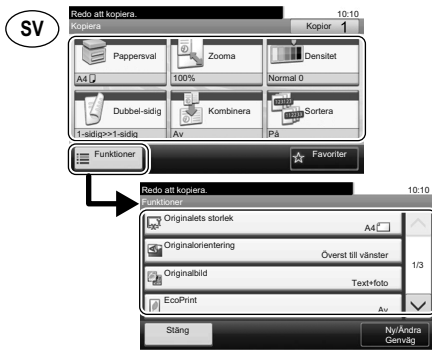 SV
Redo att kopiera. 10:10
Kopiera Kopior 1
Pappersval Zooma Densitet
A4 100% Normal 0
Dubbel-sidig Kombinera Sortera
1-sidig>>1-sidig Av På
Funktioner Favoriter
Redo att kopiera. 10:10
Funktioner
Originalets storlek
A4
Originalorientering
Överst till vänster
1/3
Originalbild
Text+foto
EcoPrint
Av
Stäng Ny/Ändra
Genväg